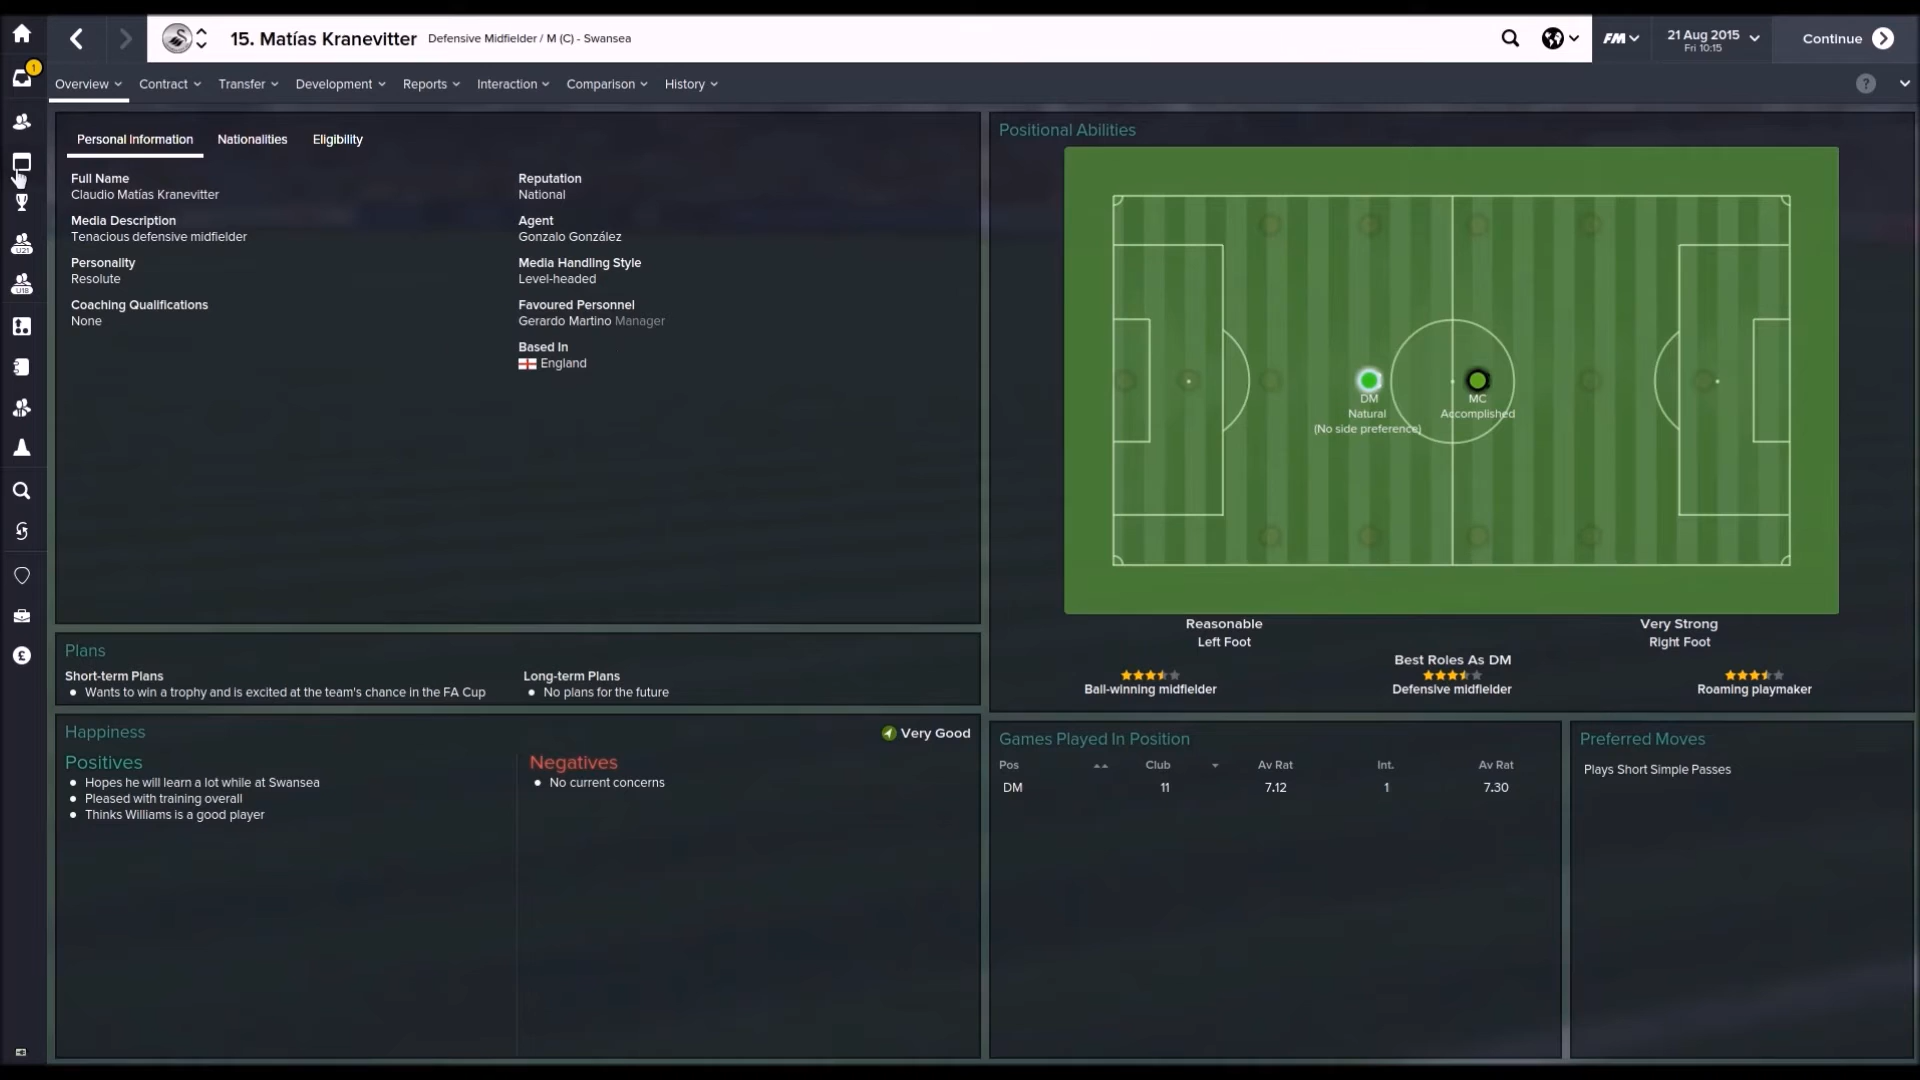 15. Matías Kranevitter Defensive Midfielder / M (C) - Swansea
FM
21 Aug 2015
Fri 10:15
Continue
1
Overview Contract Transfer Development Reports Interaction Comparison History
?
Personal Information Nationalities Eligibility
Full Name
Claudio Matías Kranevitter
Media Description
Tenacious defensive midfielder
Personality
Resolute
Coaching Qualifications
None
Reputation
National
Agent
Gonzalo González
Media Handling Style
Level-headed
Favoured Personnel
Gerardo Martino Manager
Based In
England
U21
U18
£
Positional Abilities
DM
Natural
(No side preference)
MC
Accomplished
Reasonable
Left Foot
Very Strong
Right Foot
Best Roles As DM
Ball-winning midfielder
Defensive midfielder
Roaming playmaker
Plans
Short-term Plans
Wants to win a trophy and is excited at the team's chance in the FA Cup
Long-term Plans
No plans for the future
Happiness
Very Good
Positives
Hopes he will learn a lot while at Swansea
Pleased with training overall
Thinks Williams is a good player
Negatives
No current concerns
Games Played In Position
Pos Club Av Rat Int. Av Rat
DM 11 7.12 1 7.30
Preferred Moves
Plays Short Simple Passes